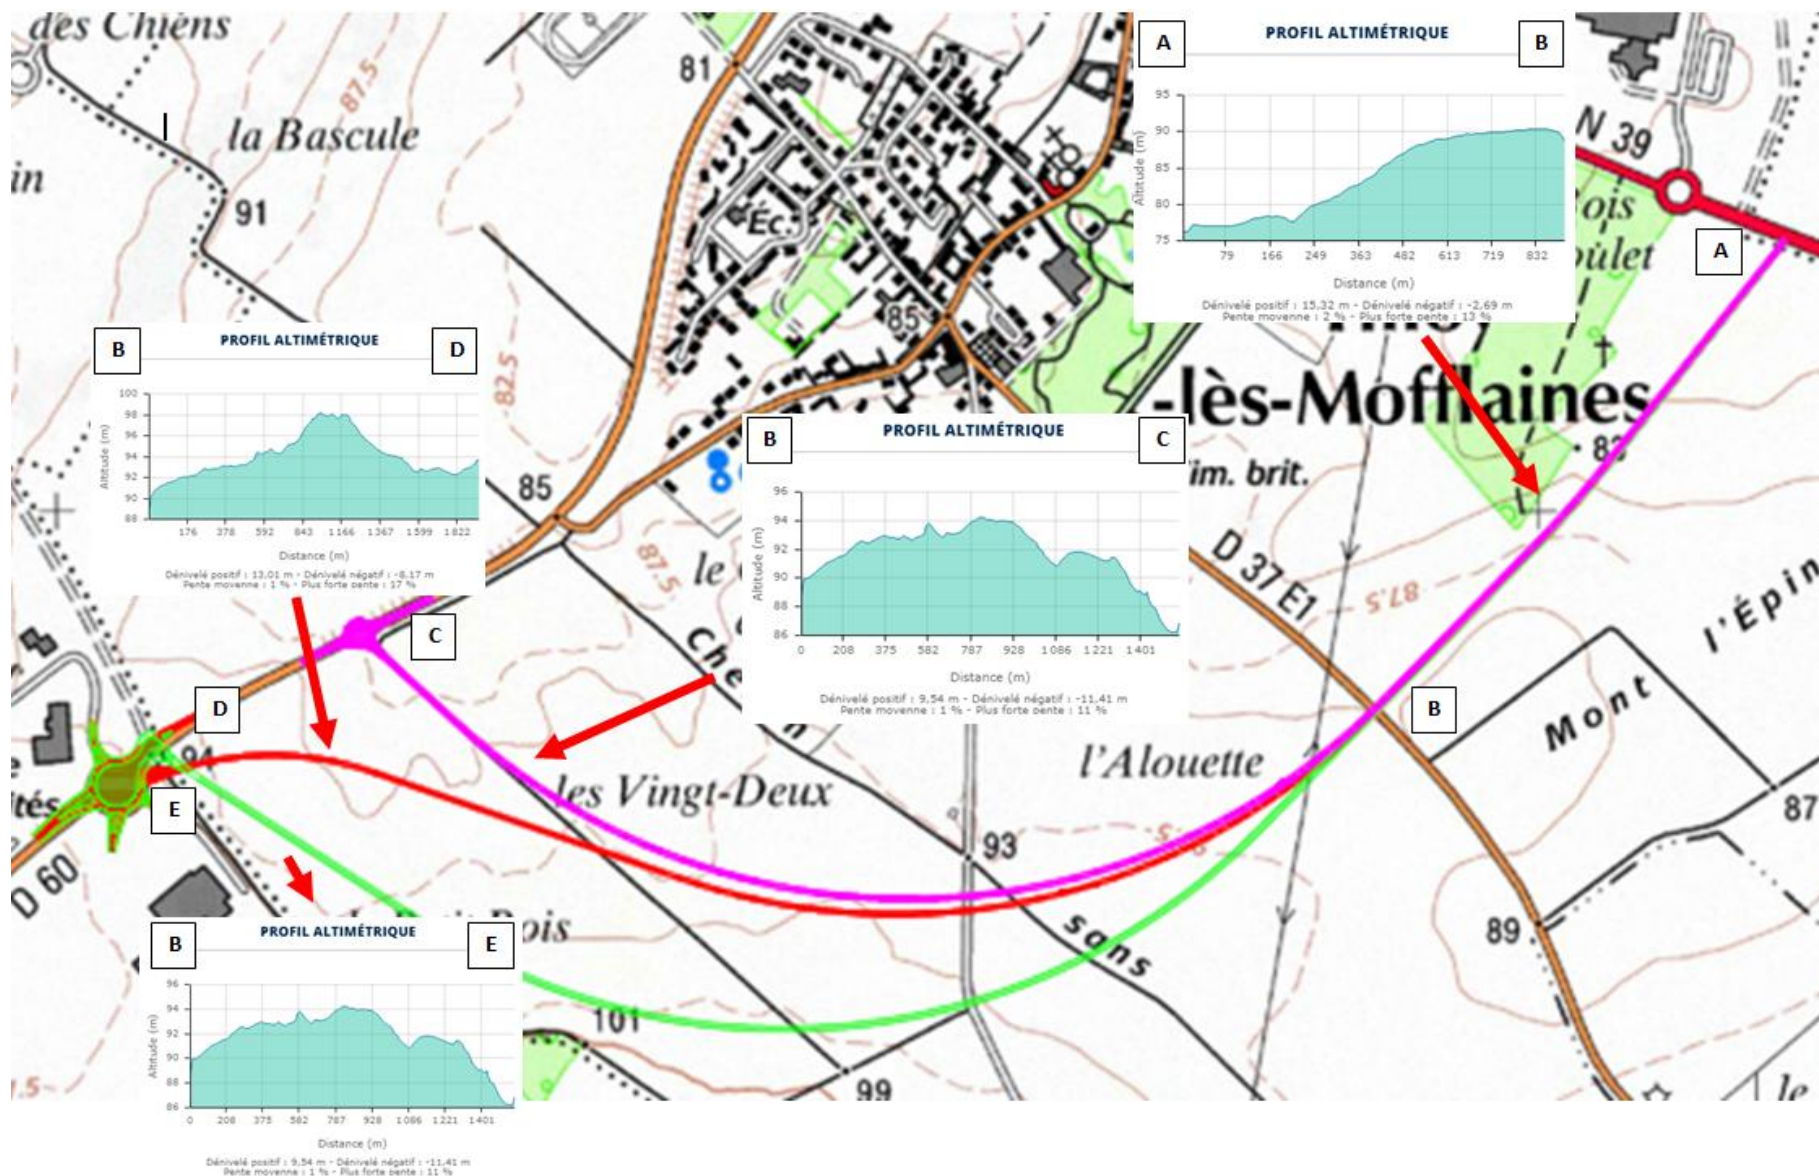 des Chiens
la Bascule
87.5
81
91
in
82.5
Éc.
85
85
A
PROFIL ALTIMÉTRIQUE
B
Altitude (m)
95
90
85
80
75
79 166 249 363 482 613 719 832
Distance (m)
Dénivelé positif : 15,32 m - Dénivelé négatif : -2,69 m
Pente moyenne : 2 % - Plus forte pente : 13 %
N 39
A
-lès-Mofflaines
im. brit.
83
87.5
D 37 E1
l'Épin
Mont
87
89
B
B
PROFIL ALTIMÉTRIQUE
D
Altitude (m)
100
98
96
94
92
90
88
176 378 592 843 1166 1367 1599 1822
Distance (m)
Dénivelé positif : 13,01 m - Dénivelé négatif : -8,17 m
Pente moyenne : 1 % - Plus forte pente : 17 %
87.5
le
B
PROFIL ALTIMÉTRIQUE
C
Altitude (m)
96
94
92
90
88
86
0 208 375 582 787 928 1086 1221 1401
Distance (m)
Dénivelé positif : 9,54 m - Dénivelé négatif : -11,41 m
Pente moyenne : 1 % - Plus forte pente : 11 %
C
D
94
E
D 60
les Vingt-Deux
l'Alouette
93
sans
101
99
le
B
PROFIL ALTIMÉTRIQUE
E
Altitude (m)
96
94
92
90
88
86
0 208 375 582 787 928 1086 1221 1401
Distance (m)
Dénivelé positif : 9,54 m - Dénivelé négatif : -11,41 m
Pente moyenne : 1 % - Plus forte pente : 11 %